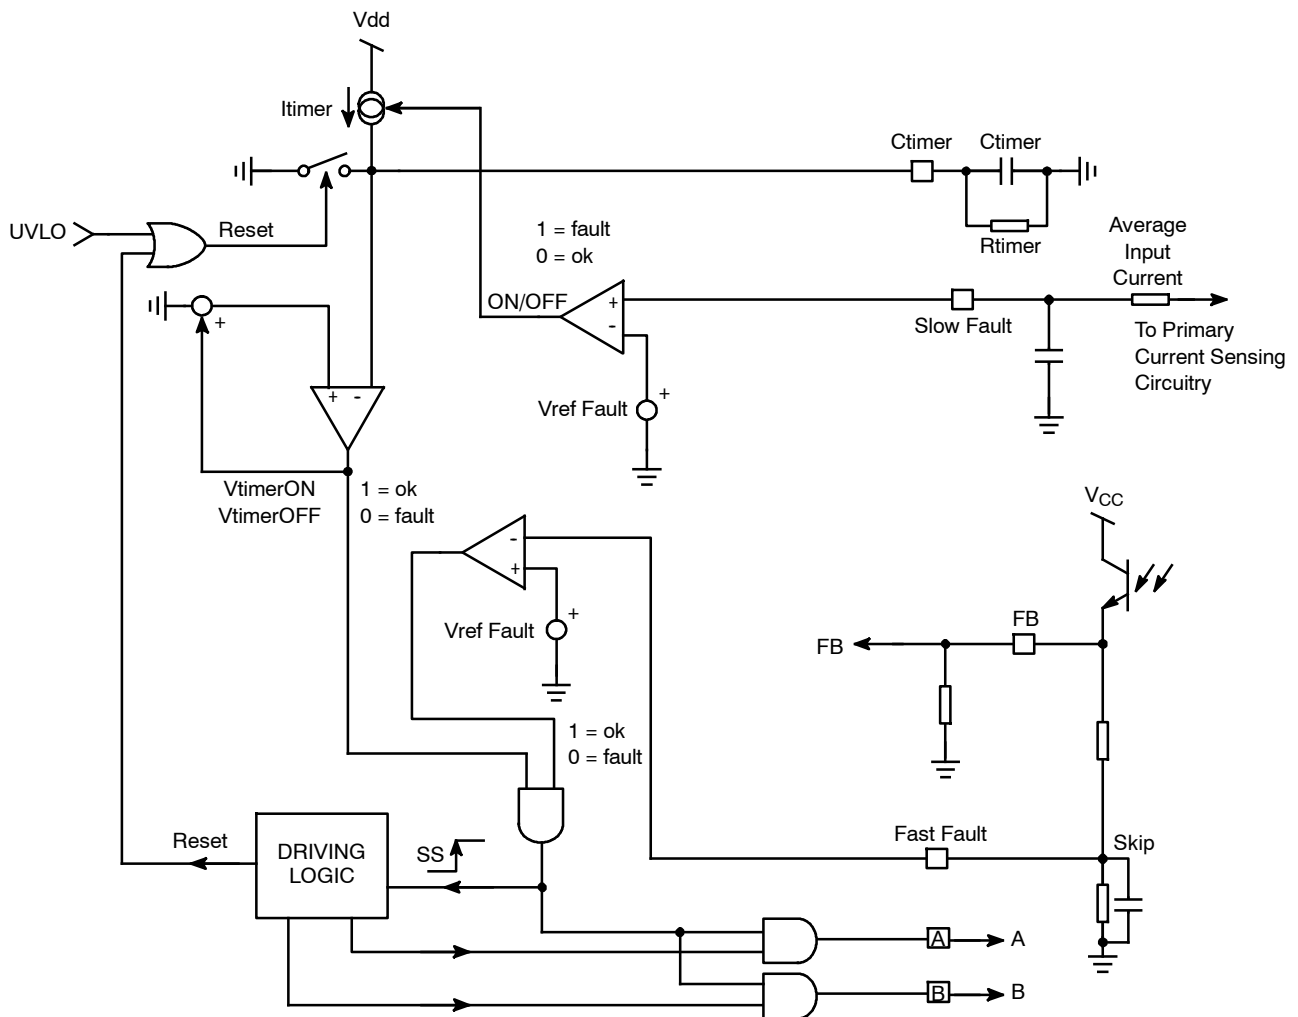 Vdd
Itimer
Ctimer
Ctimer
Rtimer
UVLO
Reset
1 = fault
0 = ok
Average
Input
Current
+
ON/OFF
+
-
Slow Fault
To Primary
Current Sensing
Circuitry
+ -
Vref Fault
+
VtimerON
VtimerOFF
1 = ok
0 = fault
VCC
-
+
Vref Fault
+
FB
FB
1 = ok
0 = fault
Reset
DRIVING
LOGIC
SS
Fast Fault
Skip
A
A
B
B